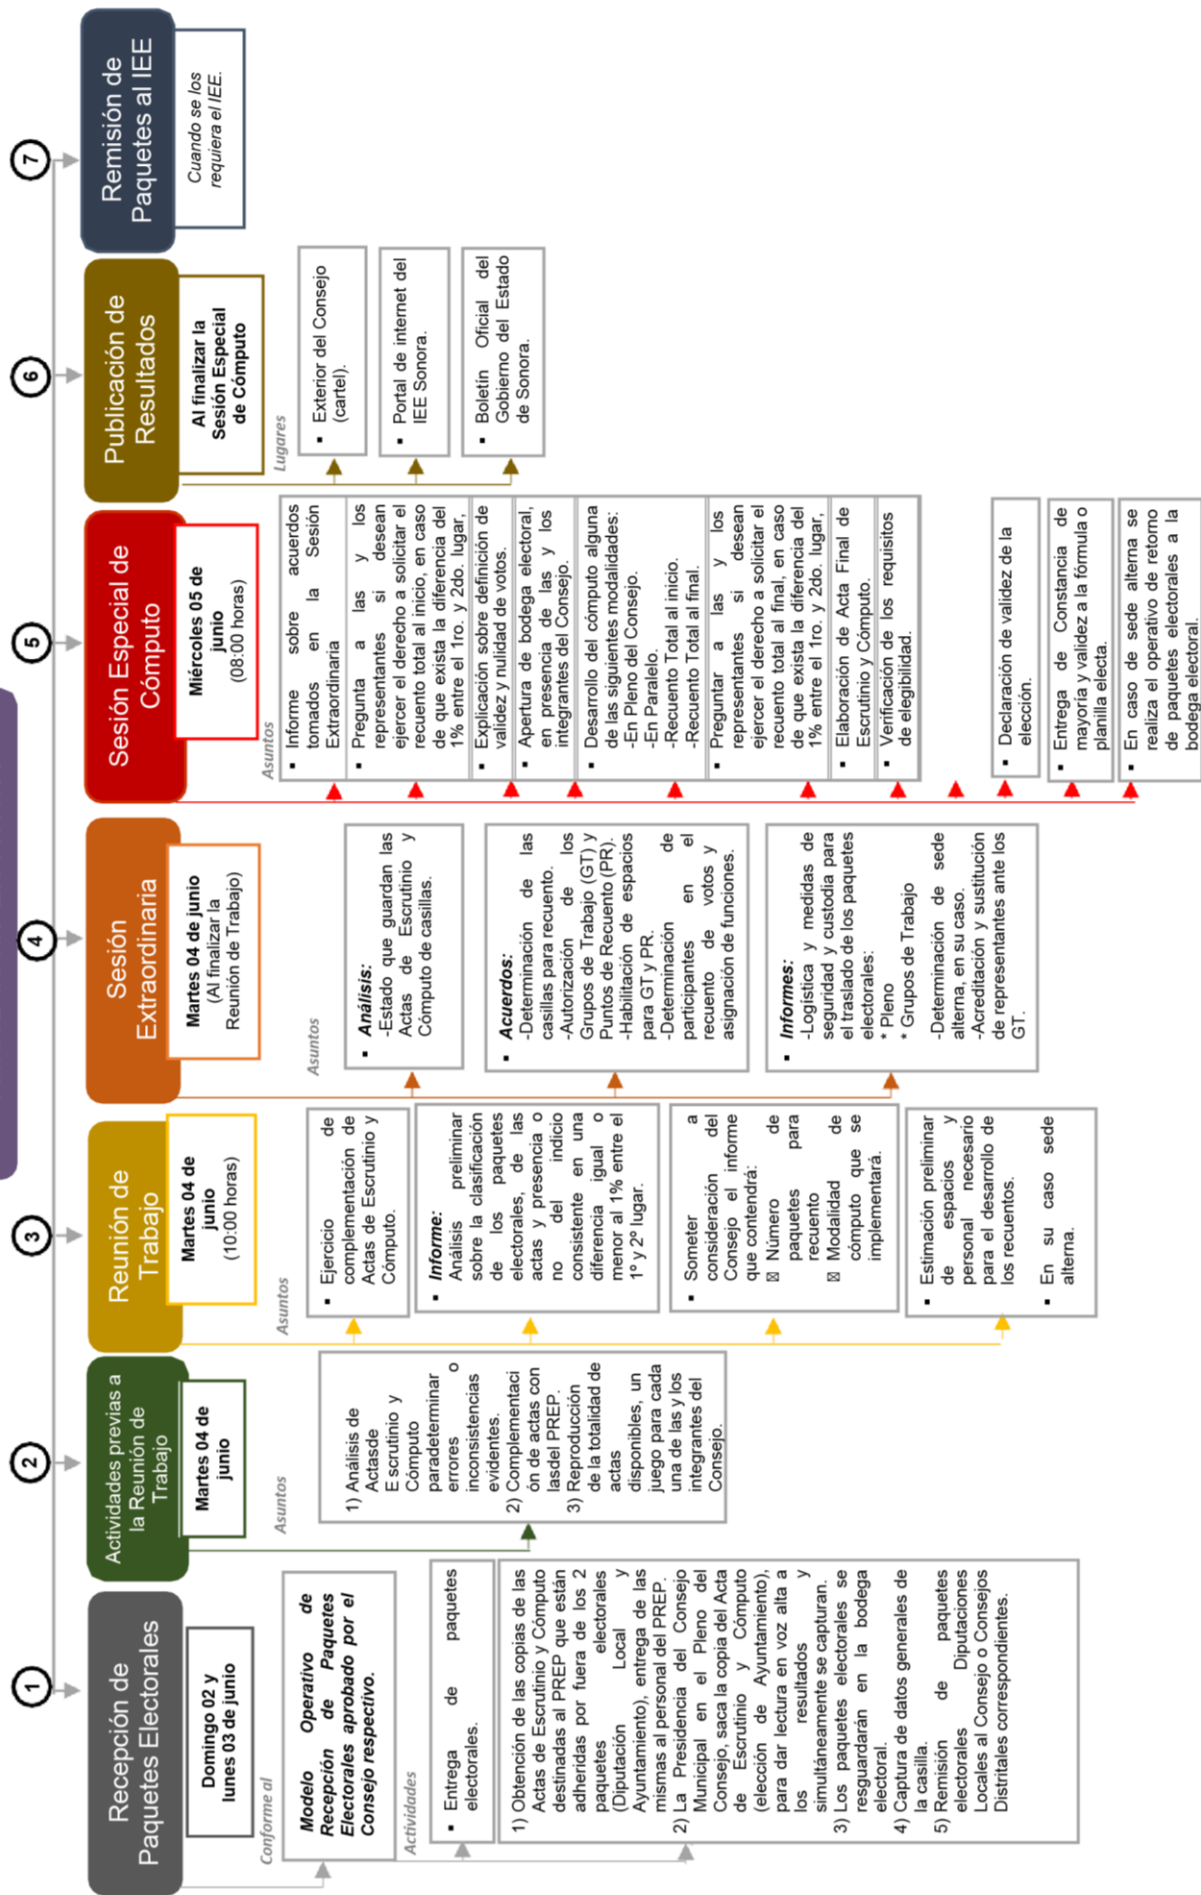 1
Recepción de
Paquetes Electorales
Domingo 02 y
lunes 03 de junio
Conforme al
Modelo Operativo de
Recepción de Paquetes
Electorales aprobado por el
Consejo respectivo.
Actividades
▪ Entrega de paquetes
electorales.
1) Obtención de las copias de las
Actas de Escrutinio y Cómputo
destinadas al PREP que están
adheridas por fuera de los 2
paquetes electorales
(Diputación Local y
Ayuntamiento), entrega de las
mismas al personal del PREP.
2) La Presidencia del Consejo
Municipal en el Pleno del
Consejo, saca la copia del Acta
de Escrutinio y Cómputo
(elección de Ayuntamiento),
para dar lectura en voz alta a
los resultados y
simultáneamente se capturan.
3) Los paquetes electorales se
resguardarán en la bodega
electoral.
4) Captura de datos generales de
la casilla.
5) Remisión de paquetes
electorales Diputaciones
Locales al Consejo o Consejos
Distritales correspondientes.
2
Actividades previas a
la Reunión de
Trabajo
Martes 04 de
junio
Asuntos
1) Análisis de
Actasde
E scrutinio y
Cómputo
paradeterminar
errores o
inconsistencias
evidentes.
2) Complementaci
ón de actas con
lasdel PREP.
3) Reproducción
de la totalidad de
actas
disponibles, un
juego para cada
una de las y los
integrantes del
Consejo.
3
Reunión de
Trabajo
Martes 04 de
junio
(10:00 horas)
Asuntos
▪ Ejercicio de
complementación de
Actas de Escrutinio y
Cómputo.
▪ Informe:
Análisis preliminar
sobre la clasificación
de los paquetes
electorales, de las
actas y presencia o
no del indicio
consistente en una
diferencia igual o
menor al 1% entre el
1º y 2º lugar.
▪ Someter a
consideración del
Consejo el informe
que contendrá:
☒ Número de
paquetes para
recuento
☒ Modalidad de
cómputo que se
implementará.
▪ Estimación preliminar
de espacios y
personal necesario
para el desarrollo de
los recuentos.
▪ En su caso sede
alterna.
4
Sesión
Extraordinaria
Martes 04 de junio
(Al finalizar la
Reunión de Trabajo)
Asuntos
▪ Análisis:
-Estado que guardan las
Actas de Escrutinio y
Cómputo de casillas.
▪ Acuerdos:
-Determinación de las
casillas para recuento.
-Autorización de los
Grupos de Trabajo (GT) y
Puntos de Recuento (PR).
-Habilitación de espacios
para GT y PR.
-Determinación de
participantes en el
recuento de votos y
asignación de funciones.
▪ Informes:
-Logística y medidas de
seguridad y custodia para
el traslado de los paquetes
electorales:
* Pleno
* Grupos de Trabajo
-Determinación de sede
alterna, en su caso.
-Acreditación y sustitución
de representantes ante los
GT.
5
Sesión Especial de
Cómputo
Miércoles 05 de
junio
(08:00 horas)
Asuntos
▪ Informe sobre acuerdos
tomados en la Sesión
Extraordinaria
▪ Pregunta a las y los
representantes si desean
ejercer el derecho a solicitar el
recuento total al inicio, en caso
de que exista la diferencia del
1% entre el 1ro. y 2do. lugar,
▪ Explicación sobre definición de
validez y nulidad de votos.
▪ Apertura de bodega electoral,
en presencia de las y los
integrantes del Consejo.
▪ Desarrollo del cómputo alguna
de las siguientes modalidades:
-En Pleno del Consejo.
-En Paralelo.
-Recuento Total al inicio.
-Recuento Total al final.
▪ Preguntar a las y los
representantes si desean
ejercer el derecho a solicitar el
recuento total al final, en caso
de que exista la diferencia del
1% entre el 1ro. y 2do. lugar,
▪ Elaboración de Acta Final de
Escrutinio y Cómputo.
▪ Verificación de los requisitos
de elegibilidad.
▪ Declaración de validez de la
elección.
▪ Entrega de Constancia de
mayoría y validez a la fórmula o
planilla electa.
▪ En caso de sede alterna se
realiza el operativo de retorno
de paquetes electorales a la
bodega electoral.
6
Publicación de
Resultados
Al finalizar la
Sesión Especial
de Cómputo
Lugares
▪ Exterior del Consejo
(cartel).
▪ Portal de internet del
IEE Sonora.
▪ Boletín Oficial del
Gobierno del Estado
de Sonora.
7
Remisión de
Paquetes al IEE
Cuando se los
requiera el IEE.